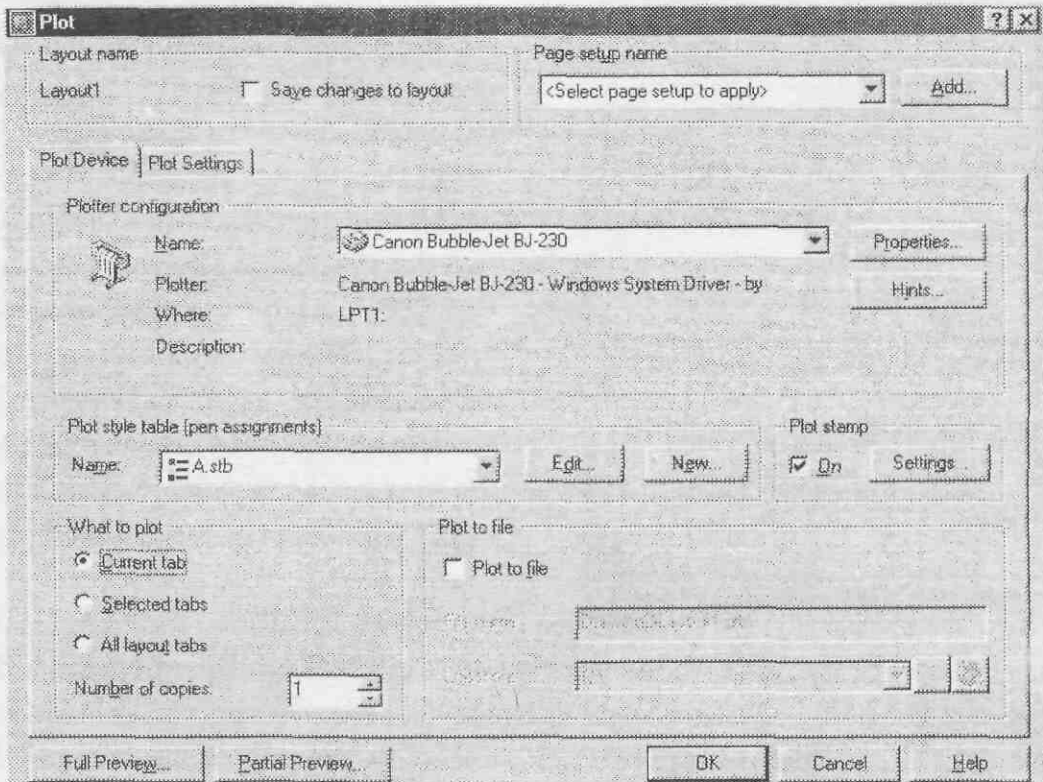 Plot
Layout name
Layout1
Save changes to layout
Page setup name
<Select page setup to apply>
Add...
Plot Device
Plot Settings
Plotter configuration
Name:
Canon Bubble-Jet BJ-230
Properties...
Plotter:
Canon Bubble-Jet BJ-230 - Windows System Driver - by
Hints...
Where:
LPT1:
Description:
Plot style table (pen assignments)
Name:
A.stb
Edit...
New...
Plot stamp
On
Settings...
What to plot
Current tab
Selected tabs
All layout tabs
Number of copies:
1
Plot to file
Plot to file
Full Preview...
Partial Preview...
OK
Cancel
Help